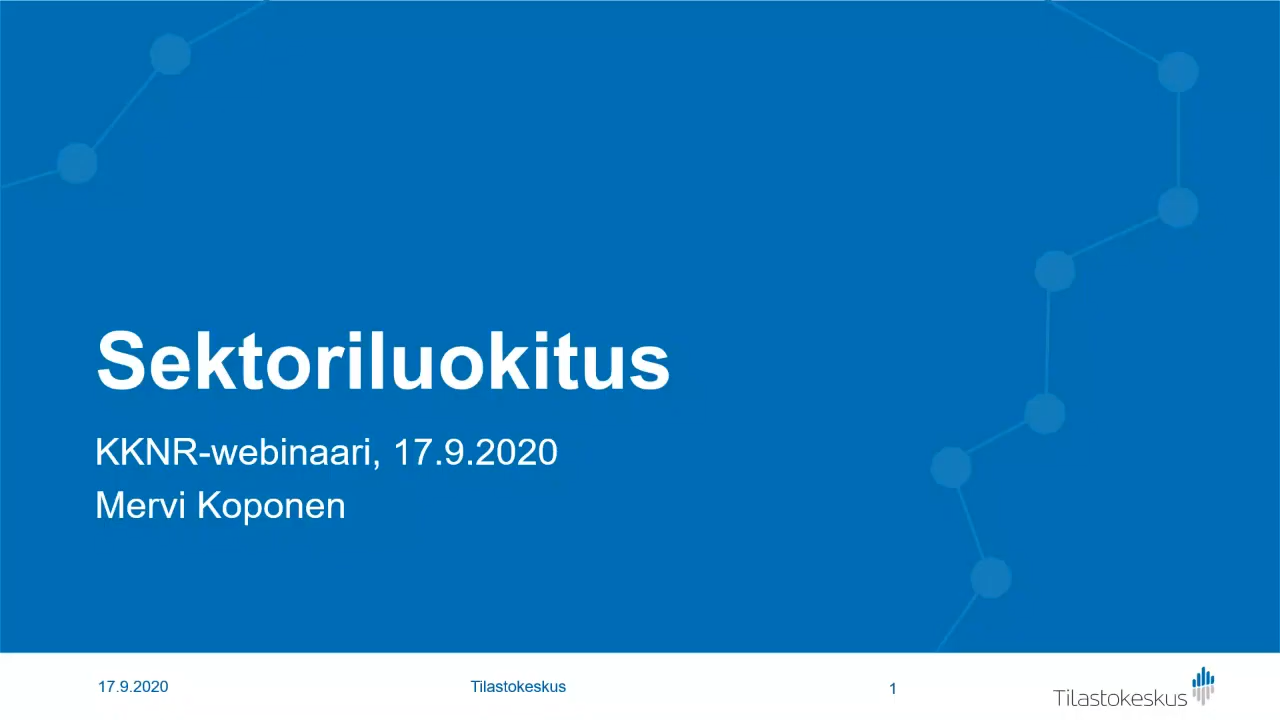 Sektoriluokitus
KKNR-webinaari, 17.9.2020
Mervi Koponen
17.9.2020
Tilastokeskus
1
Tilastokeskus